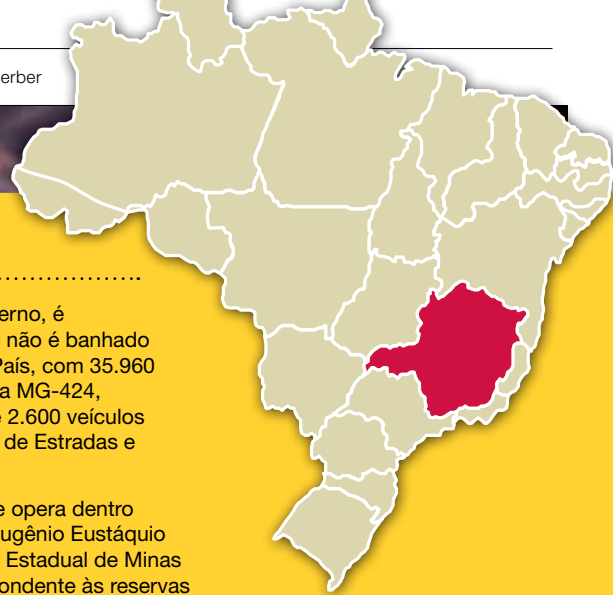 erber
erno, é
não é banhado
País, com 35.960
a MG-424,
2.600 veículos
de Estradas e
e opera dentro
ugênio Eustáquio
Estadual de Minas
pondente às reservas